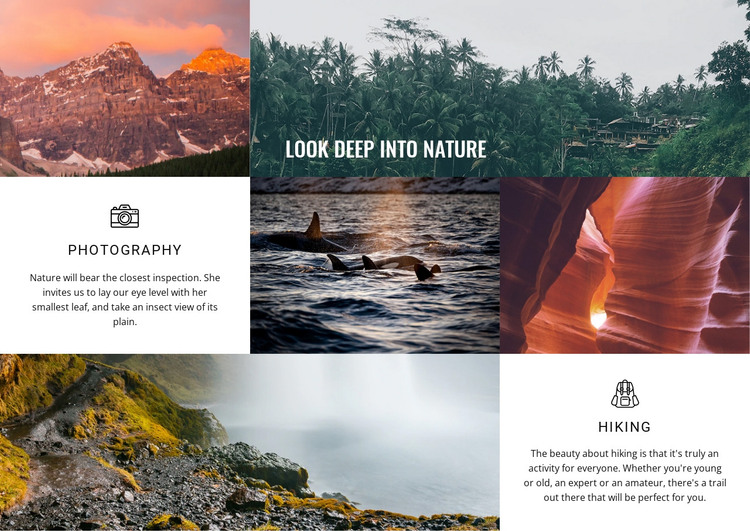 LOOK DEEP INTO NATURE
PHOTOGRAPHY
Nature will bear the closest inspection. She
invites us to lay our eye level with her
smallest leaf, and take an insect view of its
plain.
HIKING
The beauty about hiking is that it's truly an
activity for everyone. Whether you're young
or old, an expert or an amateur, there's a trail
out there that will be perfect for you.